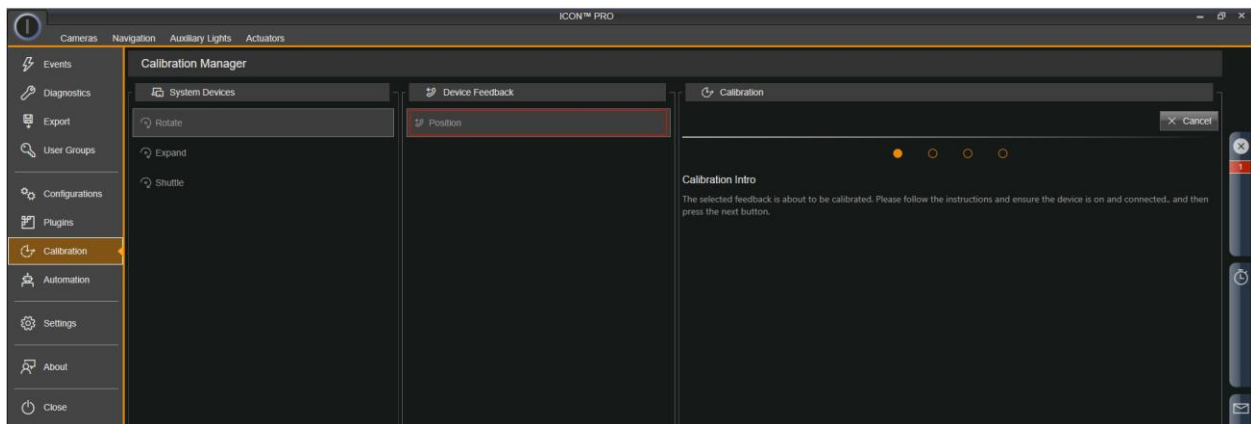 ICON™ PRO
Cameras Navigation Auxiliary Lights Actuators
Events
Diagnostics
Export
User Groups
Configurations
Plugins
Calibration
Automation
Settings
About
Close
Calibration Manager
System Devices
Rotate
Expand
Shuttle
Device Feedback
Position
Calibration
Cancel
Calibration Intro
The selected feedback is about to be calibrated. Please follow the instructions and ensure the device is on and connected., and then
press the next button.
1